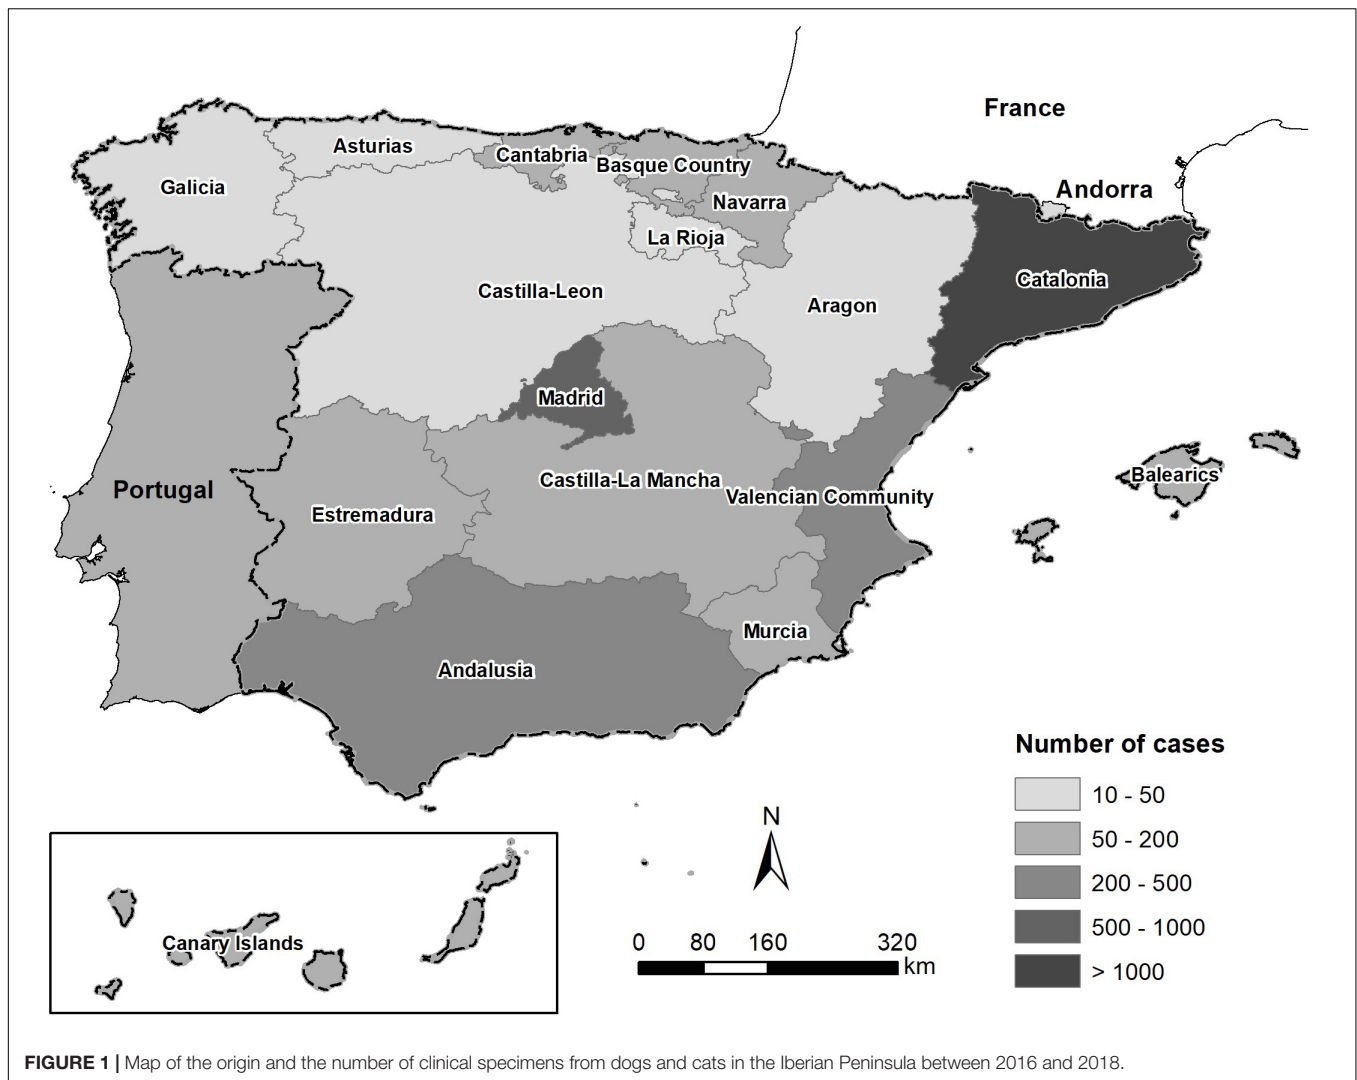 France
Andorra
Asturias
Cantabria
Basque Country
Galicia
Navarra
La Rioja
Catalonia
Castilla-Leon
Aragon
Madrid
Castilla-La Mancha
Balearics
Portugal
Valencian Community
Estremadura
Murcia
Andalusia
Number of cases
10 - 50
50 - 200
200 - 500
500 - 1000
> 1000
N
0 80 160 320
km
Canary Islands
FIGURE 1 | Map of the origin and the number of clinical specimens from dogs and cats in the Iberian Peninsula between 2016 and 2018.